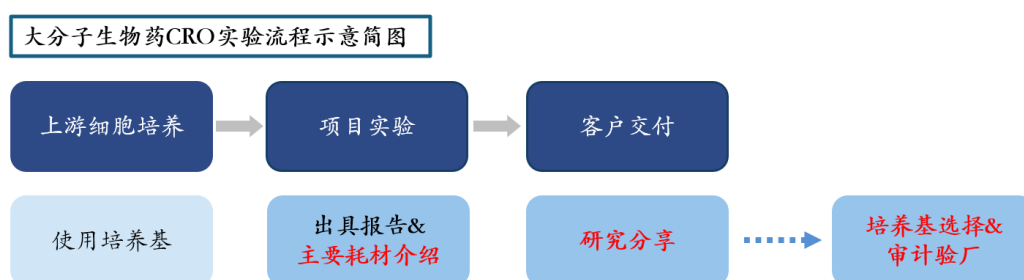 大分子生物药CRO实验流程示意简图
上游细胞培养
项目实验
客户交付
使用培养基
出具报告&
主要耗材介绍
研究分享
培养基选择&
审计验厂